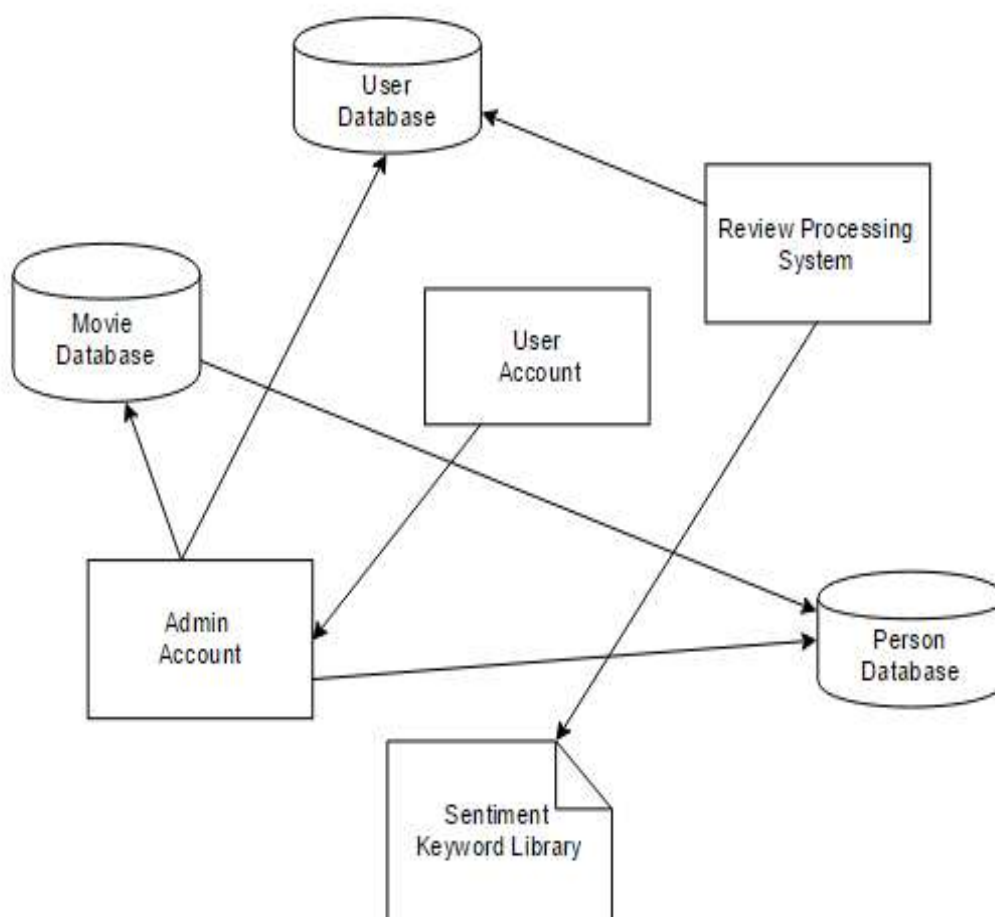 User
Database
Review Processing
System
Movie
Database
User
Account
Admin
Account
Person
Database
Sentiment
Keyword Library